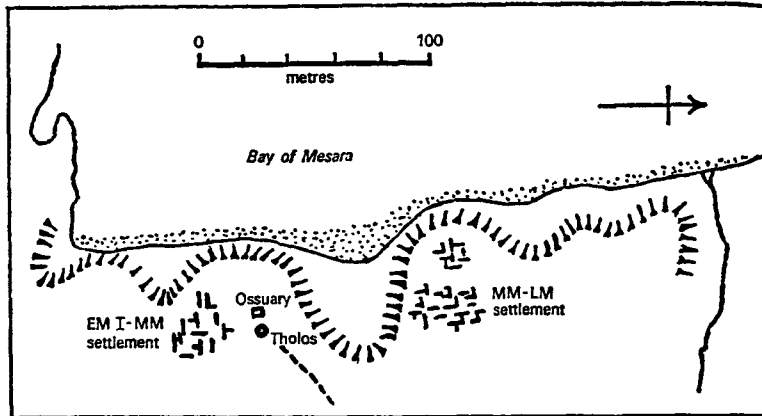 0 100
metres
Bay of Mesara
Ossuary
EM I-MM
settlement
Tholos
MM-LM
settlement